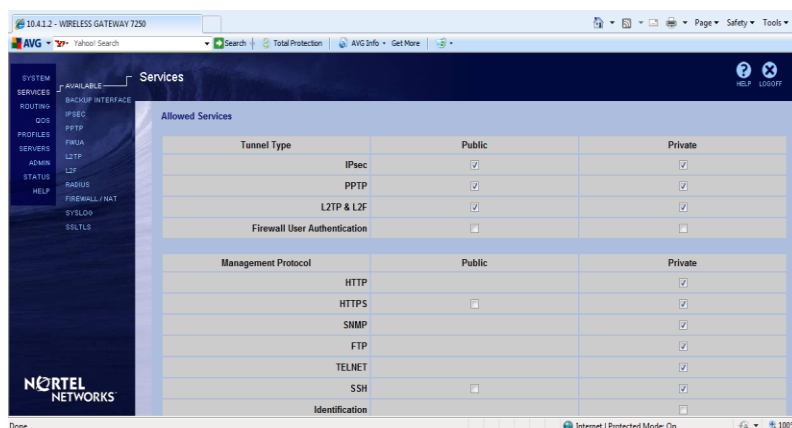 10.4.1.2 - WIRELESS GATEWAY 7250
Page Safety Tools
AVG Yahoo! Search Search Total Protection AVG Info Get More
SYSTEM
SERVICES
ROUTING
QOS
PROFILES
SERVERS
ADMIN
STATUS
HELP
AVAILABLE
BACKUP INTERFACE
IPSEC
PPTP
FWUA
L2TP
L2F
RADIUS
FIREWALL / NAT
SYSLOG
SSLTLS
Services
HELP LOGOFF
Allowed Services
Tunnel Type Public Private
IPsec
PPTP
L2TP & L2F
Firewall User Authentication
Management Protocol Public Private
HTTP
HTTPS
SNMP
FTP
TELNET
SSH
Identification
NORTEL
NETWORKS
Done Internet | Protected Mode: On 100%